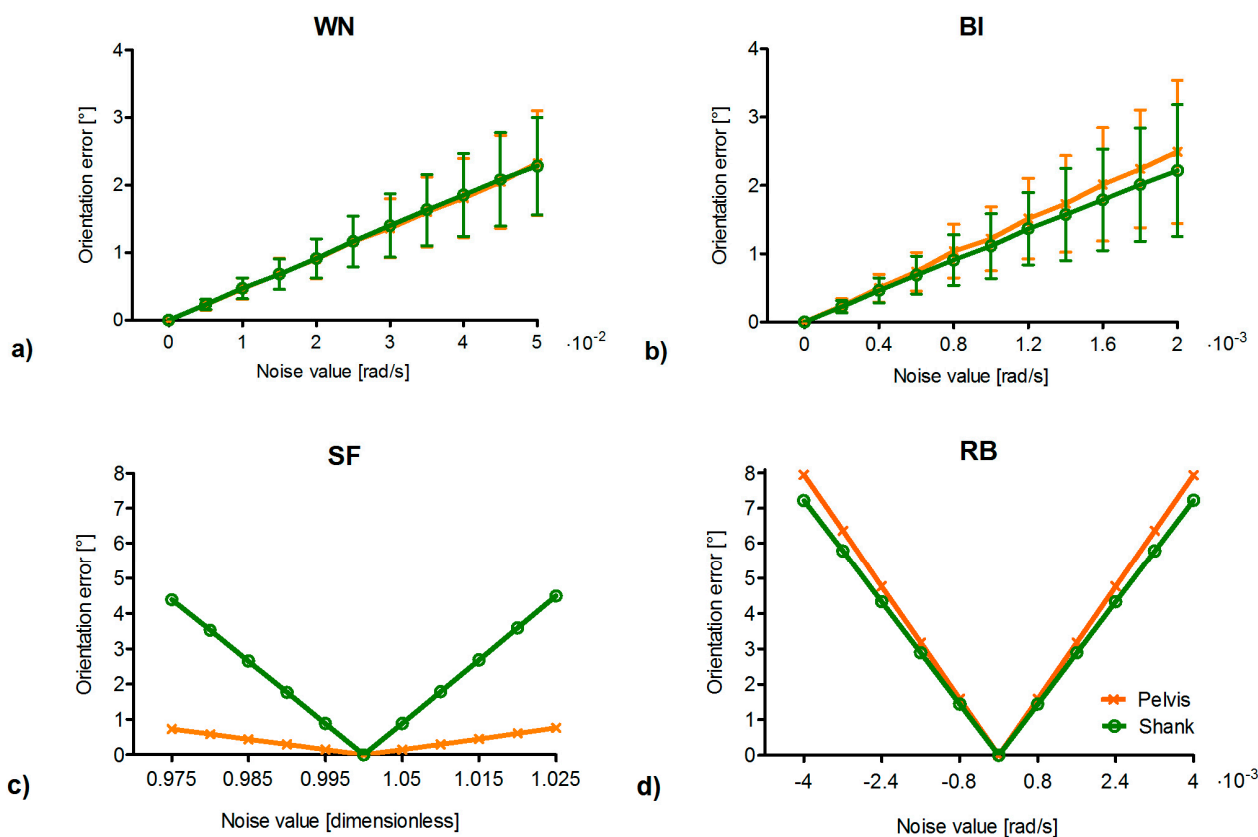 WN
4
3
2
1
0
Orientation error [°]
0 1 2 3 4 5 ·10-2
Noise value [rad/s]
a)
BI
4
3
2
1
0
Orientation error [°]
0 0.4 0.8 1.2 1.6 2 ·10-3
Noise value [rad/s]
b)
SF
8
7
6
5
4
3
2
1
0
Orientation error [°]
0.975 0.985 0.995 1.05 1.015 1.025
Noise value [dimensionless]
c)
RB
8
7
6
5
4
3
2
1
0
Orientation error [°]
Pelvis
Shank
-4 -2.4 -0.8 0.8 2.4 4 ·10-3
Noise value [rad/s]
d)